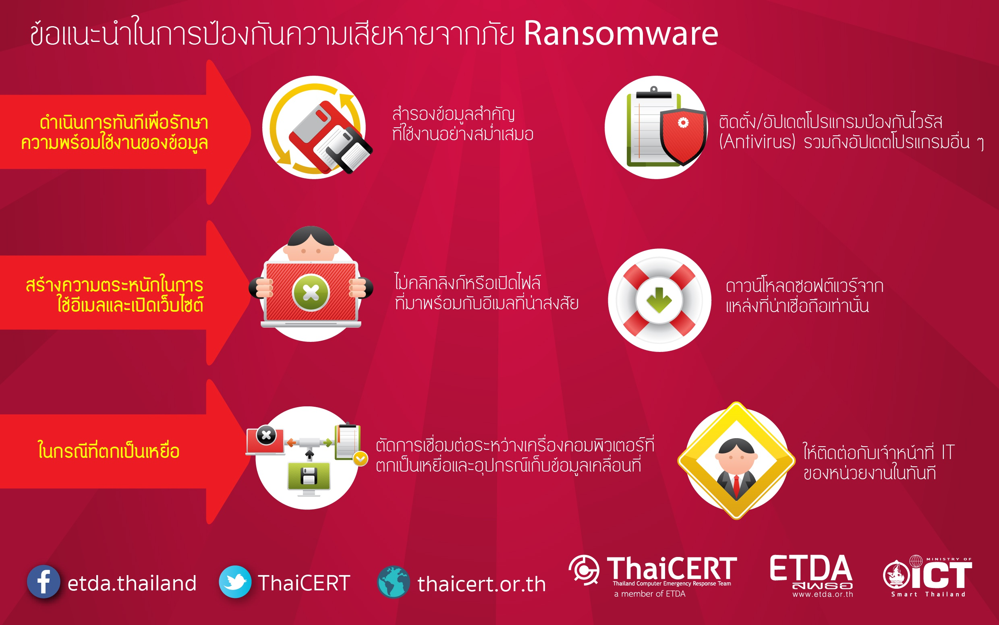 ข้อแนะนำในการป้องกันความเสียหายจากภัย Ransomware
ดำเนินการทันทีเพื่อรักษา
ความพร้อมใช้งานของข้อมูล
สำรองข้อมูลสำคัญ
ที่ใช้งานอย่างสม่ำเสมอ
ติดตั้ง/อัปเดตโปรแกรมป้องกันไวรัส
(Antivirus) รวมถึงอัปเดตโปรแกรมอื่น ๆ
สร้างความตระหนักในการ
ใช้อีเมลและเปิดเว็บไซต์
ไม่คลิกลิงก์หรือเปิดไฟล์
ที่มาพร้อมกับอีเมลที่น่าสงสัย
ดาวน์โหลดซอฟต์แวร์จาก
แหล่งที่น่าเชื่อถือเท่านั้น
ในกรณีที่ตกเป็นเหยื่อ
ตัดการเชื่อมต่อระหว่างเครื่องคอมพิวเตอร์ที่
ตกเป็นเหยื่อและอุปกรณ์เก็บข้อมูลเคลื่อนที่
ให้ติดต่อกับเจ้าหน้าที่ IT
ของหน่วยงานในทันที
etda.thailand
ThaiCERT
thaicert.or.th
ThaiCERT
Thailand Computer Emergency Response Team
a member of ETDA
ETDA
สพธอ
www.etda.or.th
MINISTRY OF
iCT
Smart Thailand